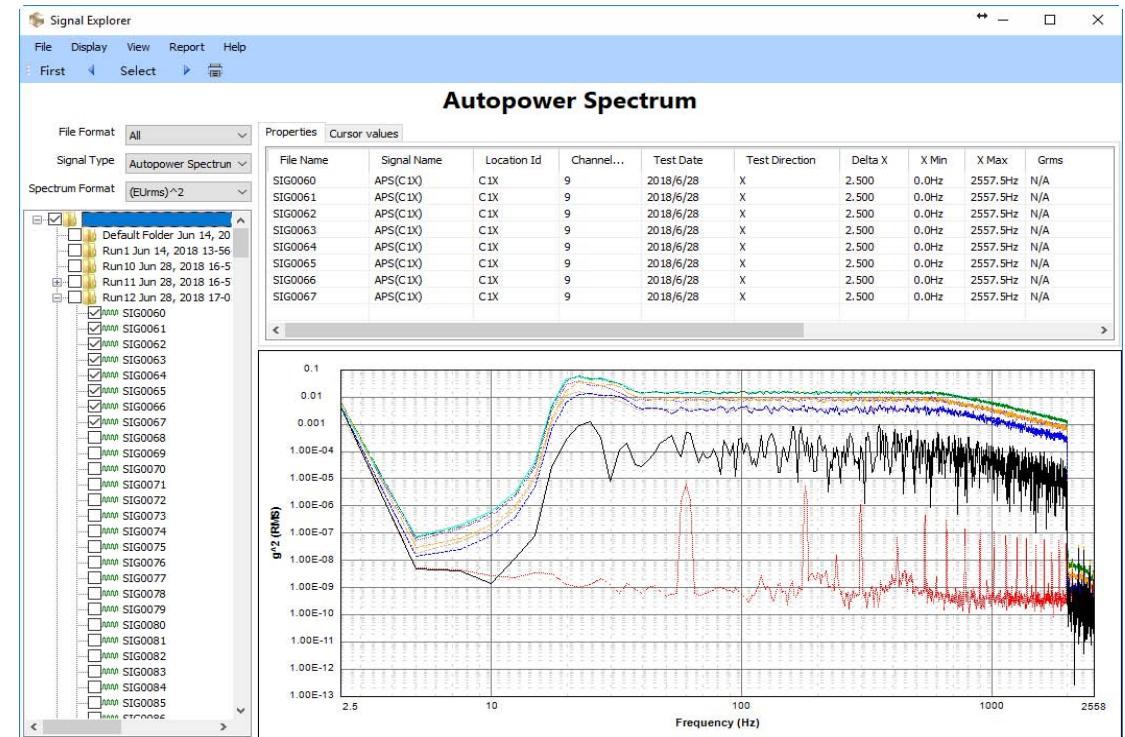 Signal Explorer
File Display View Report Help
First Select
Autopower Spectrum
File Format All
Signal Type Autopower Spectrun
Spectrum Format (EUrms)^2
Default Folder Jun 14, 20
Run1 Jun 14, 2018 13-56
Run10 Jun 28, 2018 16-5
Run11 Jun 28, 2018 16-5
Run12 Jun 28, 2018 17-0
SIG0060
SIG0061
SIG0062
SIG0063
SIG0064
SIG0065
SIG0066
SIG0067
SIG0068
SIG0069
SIG0070
SIG0071
SIG0072
SIG0073
SIG0074
SIG0075
SIG0076
SIG0077
SIG0078
SIG0079
SIG0080
SIG0081
SIG0082
SIG0083
SIG0084
SIG0085
SIG0086
Properties Cursor values
File Name Signal Name Location Id Channel... Test Date Test Direction Delta X X Min X Max Grms
SIG0060 APS(C1X) C1X 9 2018/6/28 X 2.500 0.0Hz 2557.5Hz N/A
SIG0061 APS(C1X) C1X 9 2018/6/28 X 2.500 0.0Hz 2557.5Hz N/A
SIG0062 APS(C1X) C1X 9 2018/6/28 X 2.500 0.0Hz 2557.5Hz N/A
SIG0063 APS(C1X) C1X 9 2018/6/28 X 2.500 0.0Hz 2557.5Hz N/A
SIG0064 APS(C1X) C1X 9 2018/6/28 X 2.500 0.0Hz 2557.5Hz N/A
SIG0065 APS(C1X) C1X 9 2018/6/28 X 2.500 0.0Hz 2557.5Hz N/A
SIG0066 APS(C1X) C1X 9 2018/6/28 X 2.500 0.0Hz 2557.5Hz N/A
SIG0067 APS(C1X) C1X 9 2018/6/28 X 2.500 0.0Hz 2557.5Hz N/A
g^2 (RMS)
0.1
0.01
0.001
1.00E-04
1.00E-05
1.00E-06
1.00E-07
1.00E-08
1.00E-09
1.00E-10
1.00E-11
1.00E-12
1.00E-13
2.5 10 100 1000 2558
Frequency (Hz)